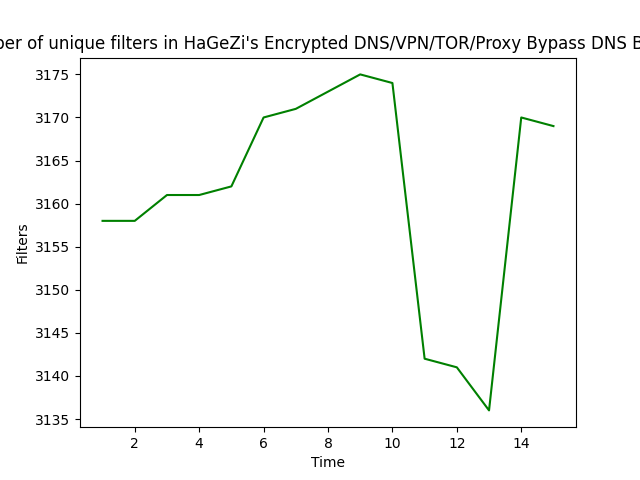 ber of unique filters in HaGeZi's Encrypted DNS/VPN/TOR/Proxy Bypass DNS B
3175
3170
3165
3160
3155
3150
3145
3140
3135
Filters
2 4 6 8 10 12 14
Time